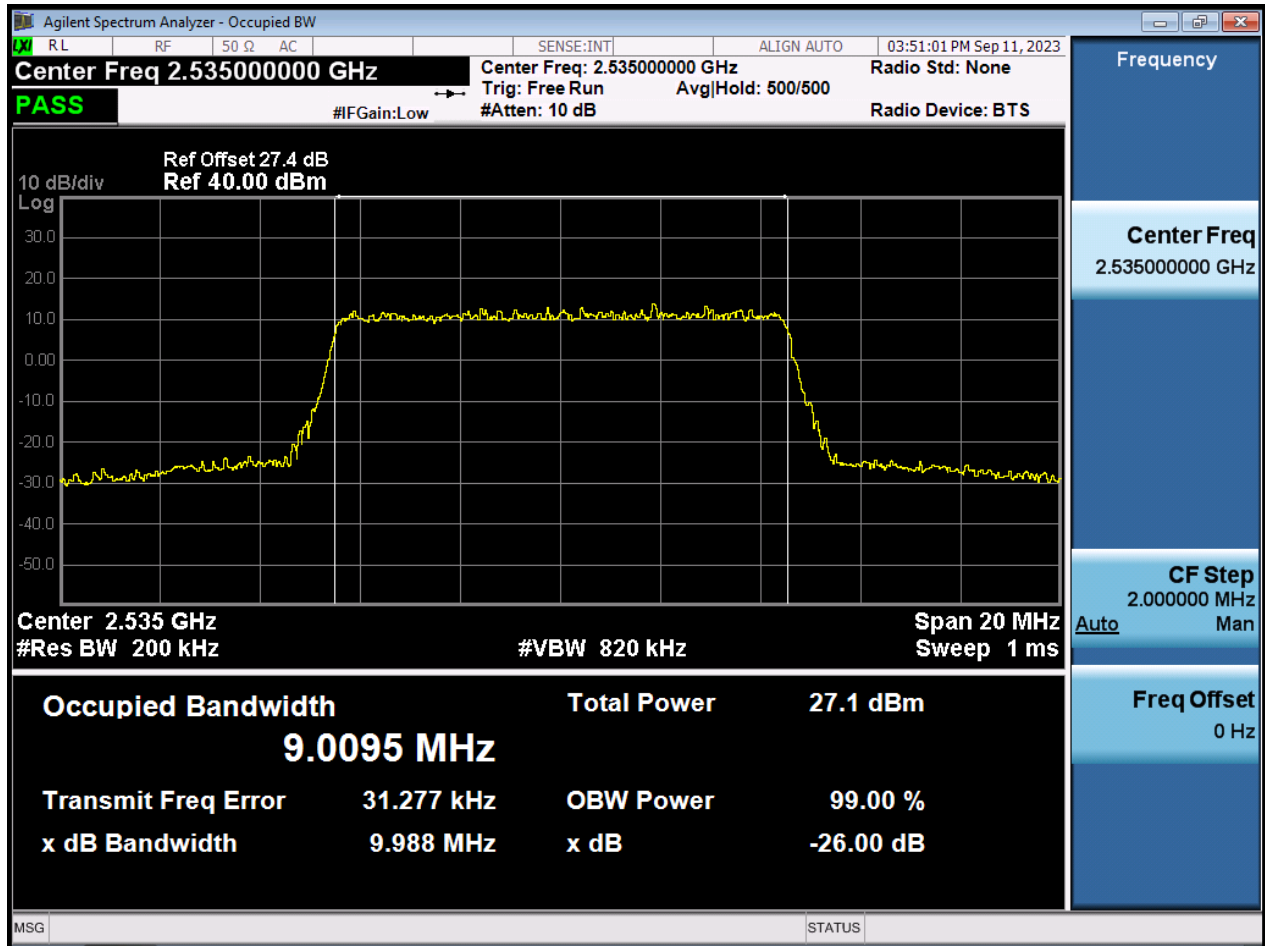 Agilent Spectrum Analyzer - Occupied BW
LXI RL RF 50 Ω AC SENSE:INT ALIGN AUTO 03:51:01 PM Sep 11, 2023
Center Freq 2.535000000 GHz
Center Freq: 2.535000000 GHz Radio Std: None
Trig: Free Run Avg|Hold: 500/500
PASS #IFGain:Low #Atten: 10 dB Radio Device: BTS
Ref Offset 27.4 dB
10 dB/div Ref 40.00 dBm
Log
30.0
20.0
10.0
0.00
-10.0
-20.0
-30.0
-40.0
-50.0
Center 2.535 GHz Span 20 MHz
#Res BW 200 kHz #VBW 820 kHz Sweep 1 ms
Occupied Bandwidth Total Power 27.1 dBm
9.0095 MHz
Transmit Freq Error 31.277 kHz OBW Power 99.00 %
x dB Bandwidth 9.988 MHz x dB -26.00 dB
MSG STATUS
Frequency
Center Freq
2.535000000 GHz
CF Step
2.000000 MHz
Auto Man
Freq Offset
0 Hz